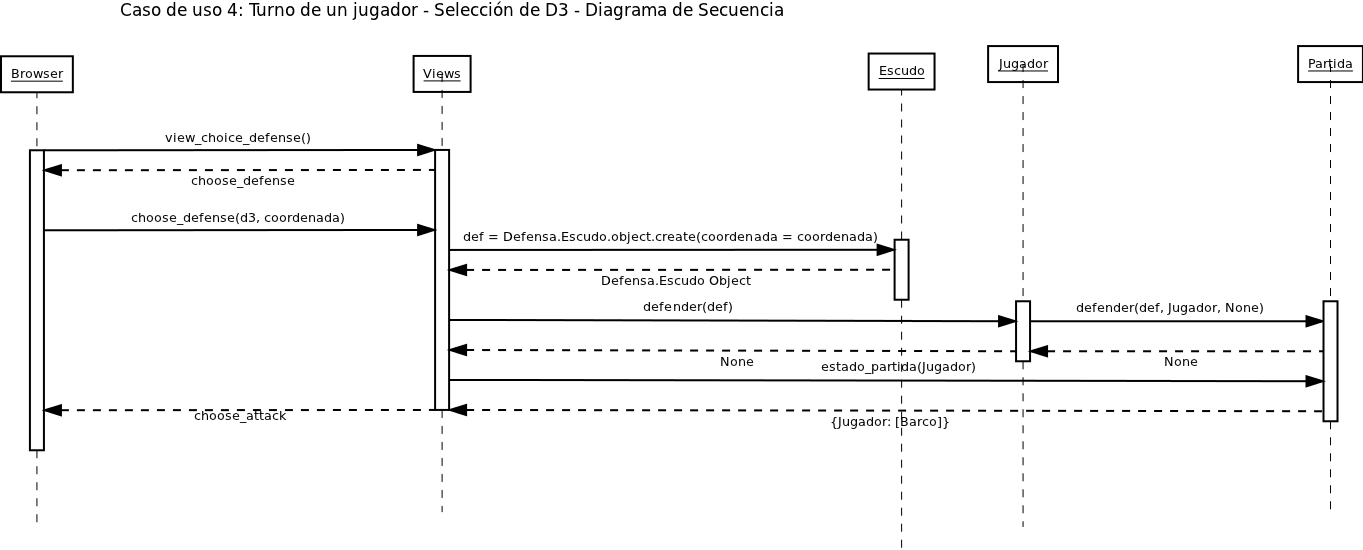 Caso de uso 4: Turno de un jugador - Selección de D3 - Diagrama de Secuencia
Browser
Views
Escudo
Jugador
Partida
view_choice_defense()
choose_defense
choose_defense(d3, coordenada)
def = Defensa.Escudo.object.create(coordenada = coordenada)
Defensa.Escudo Object
defender(def)
defender(def, Jugador, None)
None
None
estado_partida(Jugador)
choose_attack
{Jugador: [Barco]}